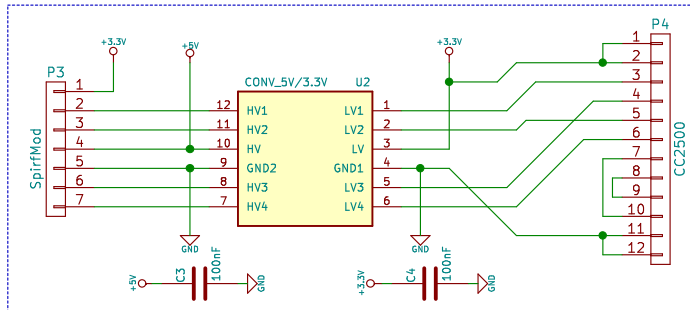 +3.3V
+5V
+3.3V
P4
P3
CONV_5V/3.3V U2
1
2
3
4
5
6
7
SpirfMod
12 HV1 LV1 1
11 HV2 LV2 2
10 HV LV 3
9 GND2 GND1 4
8 HV3 LV3 5
7 HV4 LV4 6
1
2
3
4
5
6
7
8
9
10
11
12
CC2500
GND
GND
+5V
C3
100nF
GND
+3.3V
C4
100nF
GND